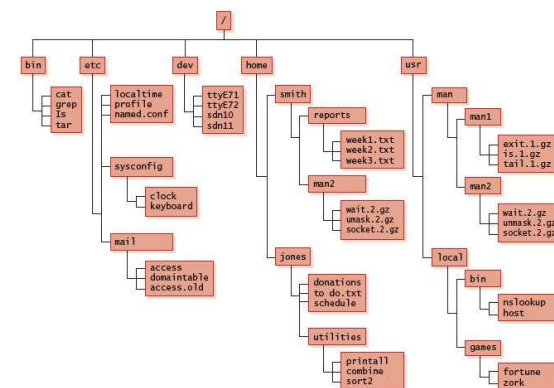 /
bin
cat
grep
Is
tar
etc
localtime
profile
named.conf
sysconfig
clock
keyboard
mail
access
domaintable
access.old
dev
ttyE71
ttyE72
sdn10
sdn11
home
smith
reports
week1.txt
week2.txt
week3.txt
man2
wait.2.gz
umask.2.gz
socket.2.gz
jones
donations
to do.txt
schedule
utilities
printall
combine
sort2
usr
man
man1
exit.1.gz
is.1.gz
tail.1.gz
man2
wait.2.gz
unmask.2.gz
socket.2.gz
local
bin
nslookup
host
games
fortune
zork